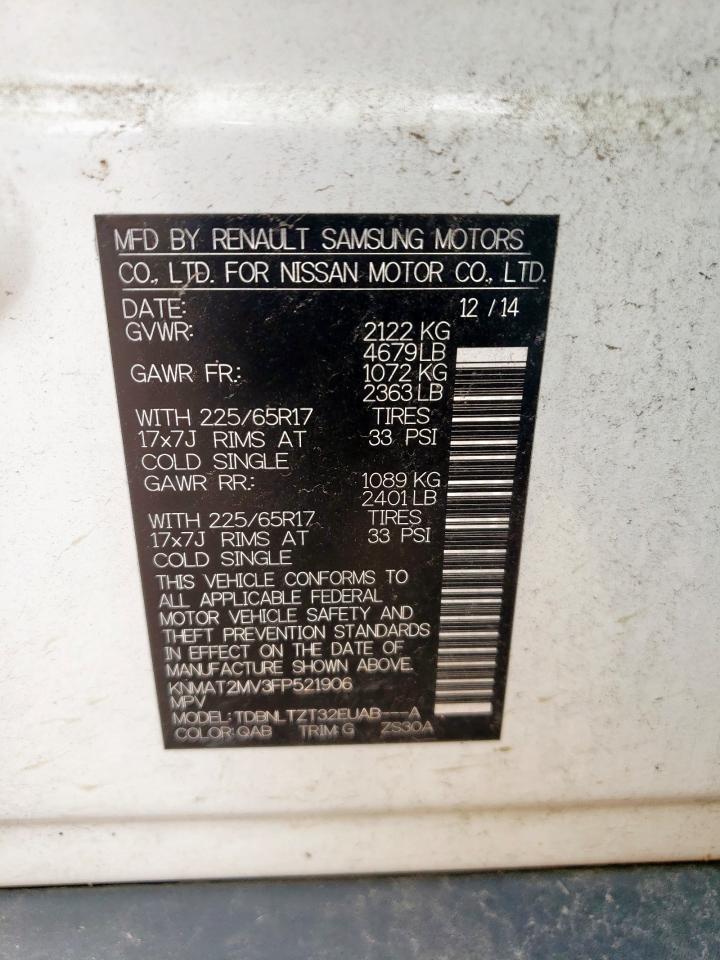 MFD BY RENAULT SAMSUNG MOTORS
CO., LTD. FOR NISSAN MOTOR CO., LTD.
DATE: 12 / 14
GVWR: 2122 KG
4679 LB
GAWR FR.: 1072 KG
2363 LB
WITH 225/65R17 TIRES
17x7J RIMS AT 33 PSI
COLD SINGLE
GAWR RR.: 1089 KG
2401 LB
WITH 225/65R17 TIRES
17x7J RIMS AT 33 PSI
COLD SINGLE
THIS VEHICLE CONFORMS TO
ALL APPLICABLE FEDERAL
MOTOR VEHICLE SAFETY AND
THEFT PREVENTION STANDARDS
IN EFFECT ON THE DATE OF
MANUFACTURE SHOWN ABOVE.
KNMAT2MV3FP521906
MPV
MODEL: TDBNLTZT32EUAB---A
COLOR: QAB TRIM: G ZS30A